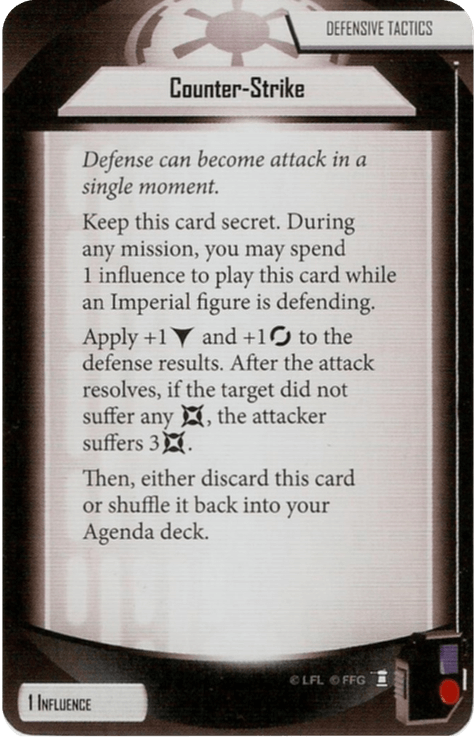 DEFENSIVE TACTICS
Counter-Strike
Defense can become attack in a
single moment.
Keep this card secret. During
any mission, you may spend
1 influence to play this card while
an Imperial figure is defending.
Apply +1 and +1 to the
defense results. After the attack
resolves, if the target did not
suffer any , the attacker
suffers 3 .
Then, either discard this card
or shuffle it back into your
Agenda deck.
© LFL © FFG
1 INFLUENCE